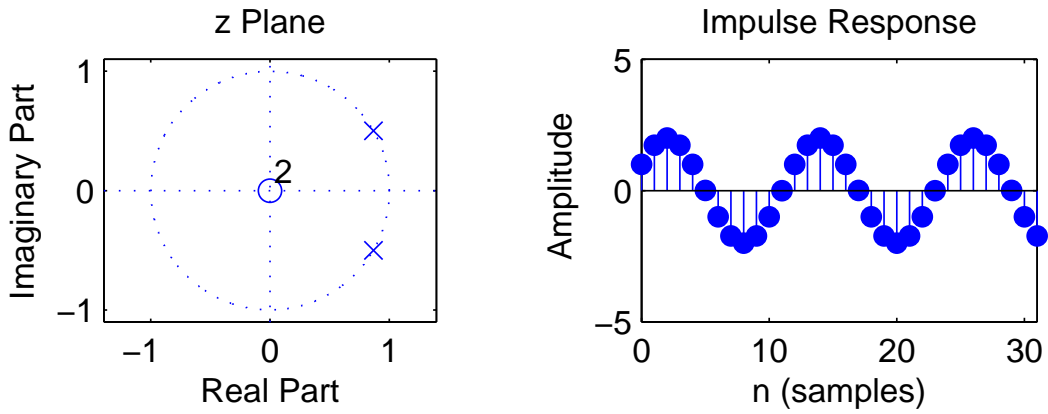 z Plane
Imaginary Part
1
0
−1
2
−1
0
1
Real Part
Impulse Response
Amplitude
5
0
−5
0
10
20
30
n (samples)